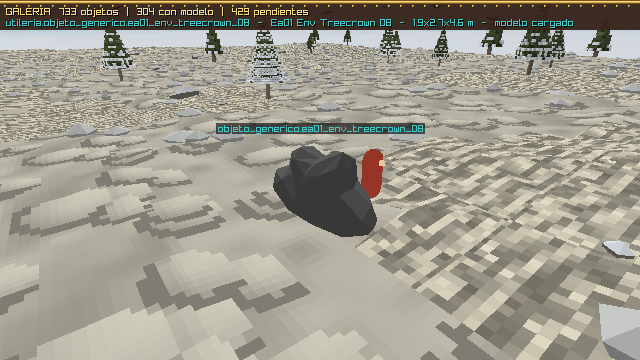 GALERIA  733 objetos | 304 con modelo | 429 pendientes
utileria:objeto_generico.ea01_env_treecrown_08  -  Ea01 Env Treecrown 08  -  1.9x2.7x4.6 m  -  modelo cargado
objeto_generico.ea01_env_treecrown_08